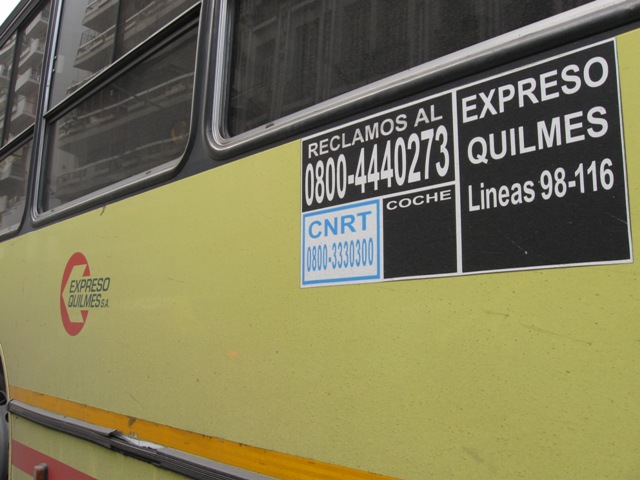 RECLAMOS AL
0800-4440273
CNRT
0800-3330300
COCHE
EXPRESO
QUILMES
Lineas 98-116
EXPRESO
QUILMES S.A.